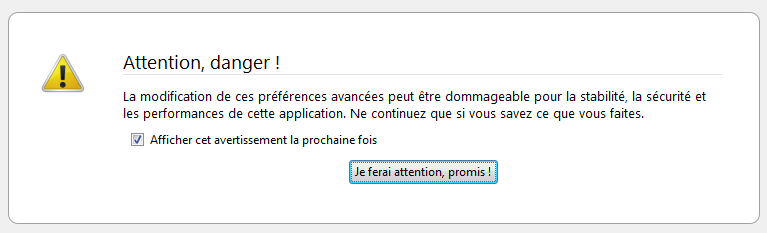 Attention, danger !
La modification de ces préférences avancées peut être dommageable pour la stabilité, la sécurité et
les performances de cette application. Ne continuez que si vous savez ce que vous faites.
Afficher cet avertissement la prochaine fois
Je ferai attention, promis !